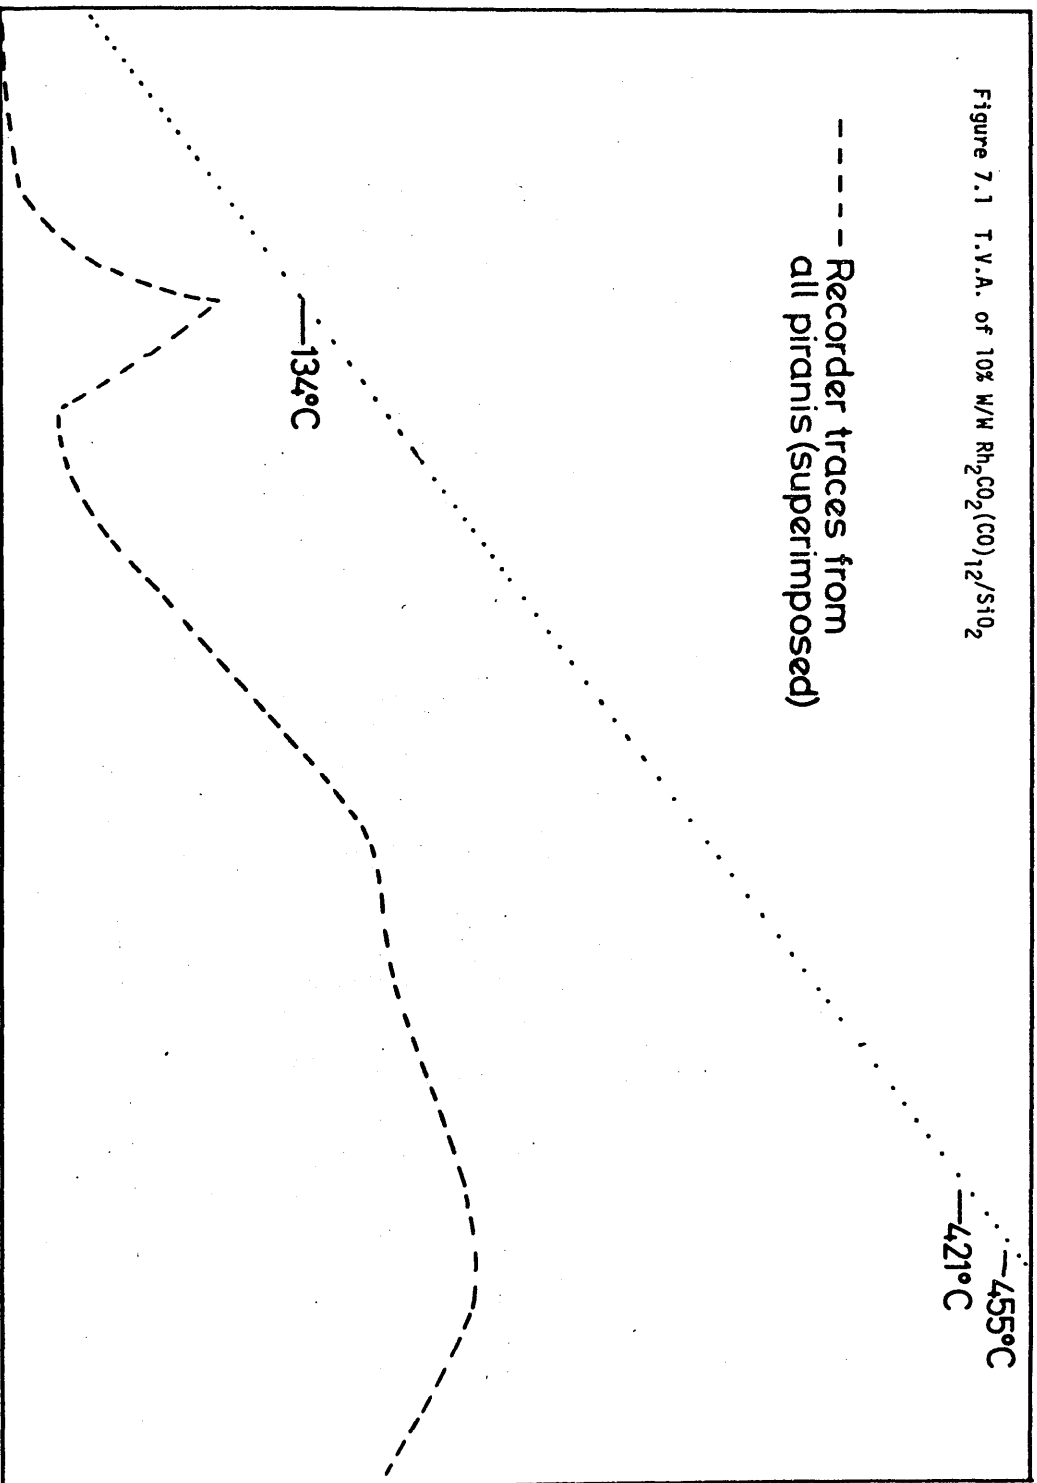 Figure 7.1 T.V.A. of 10% W/W Rh₂CO₂(CO)₁₂/SiO₂
Recorder traces from
all piranis (superimposed)
134°C
421°C
455°C